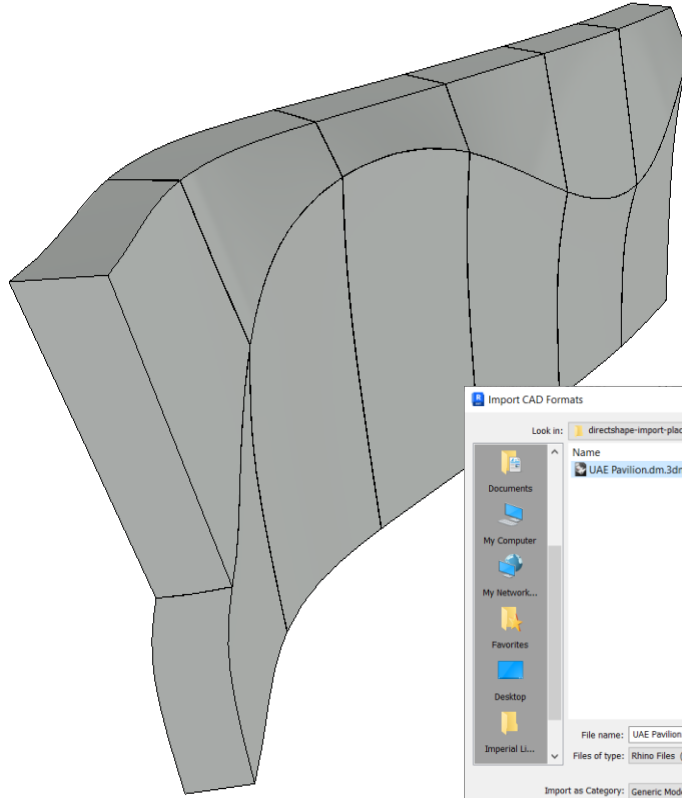 Import CAD Formats
Look in: directshape-import-plac
Name
UAE Pavilion.dm.3dm
Documents
My Computer
My Network...
Favorites
Desktop
Imperial Li...
File name: UAE Pavilion
Files of type: Rhino Files (
Import as Category: Generic Mode